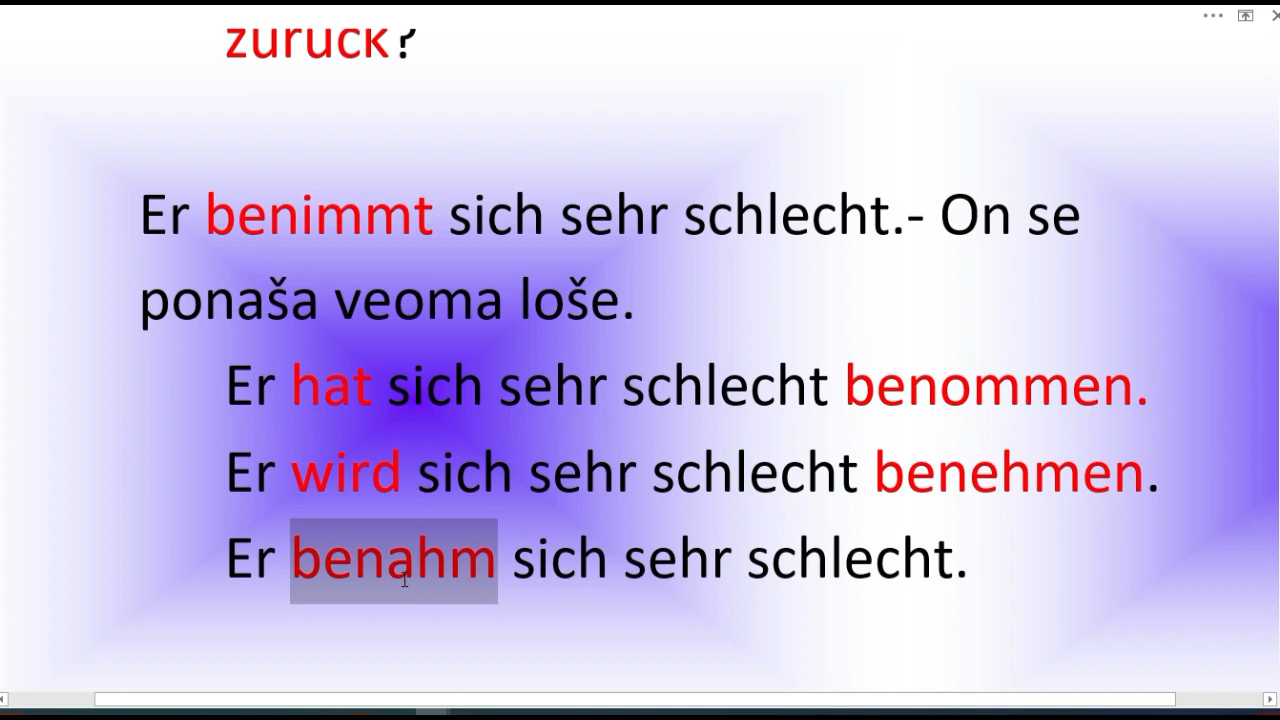 zuruck?
Er benimmt sich sehr schlecht.- On se
ponaša veoma loše.
Er hat sich sehr schlecht benommen.
Er wird sich sehr schlecht benehmen.
Er benahm sich sehr schlecht.